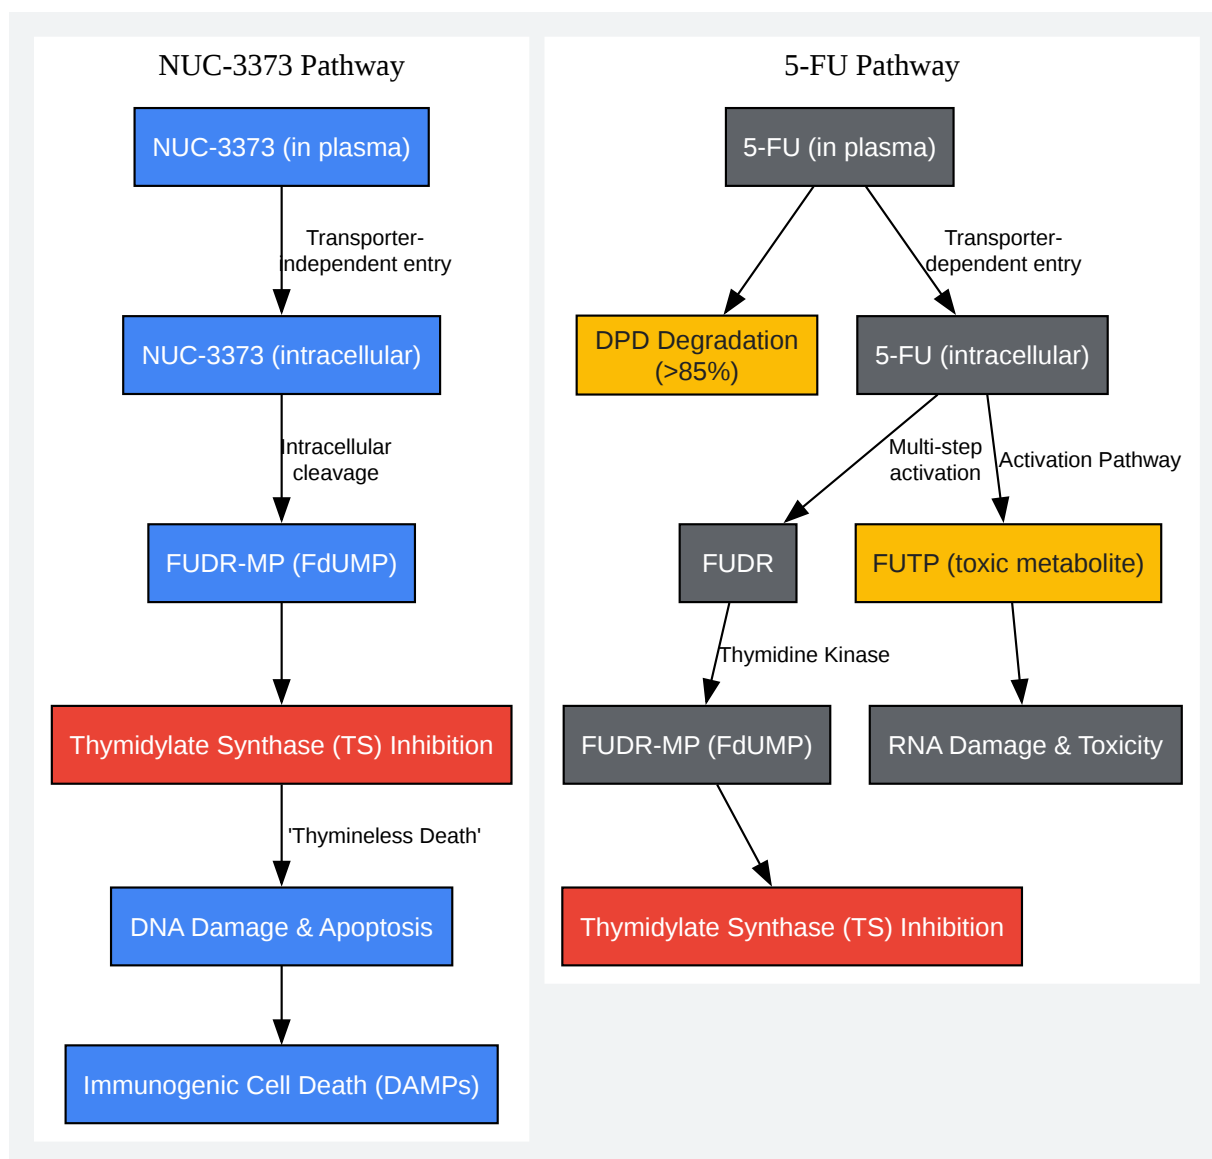 NUC-3373 Pathway
NUC-3373 (in plasma)
Transporter-
independent entry
NUC-3373 (intracellular)
Intracellular
cleavage
FUDR-MP (FdUMP)
Thymidylate Synthase (TS) Inhibition
'Thymineless Death'
DNA Damage & Apoptosis
Immunogenic Cell Death (DAMPs)
5-FU Pathway
5-FU (in plasma)
Transporter-
dependent entry
DPD Degradation
(>85%)
5-FU (intracellular)
Multi-step
activation
Activation Pathway
FUDR
FUTP (toxic metabolite)
Thymidine Kinase
FUDR-MP (FdUMP)
RNA Damage & Toxicity
Thymidylate Synthase (TS) Inhibition